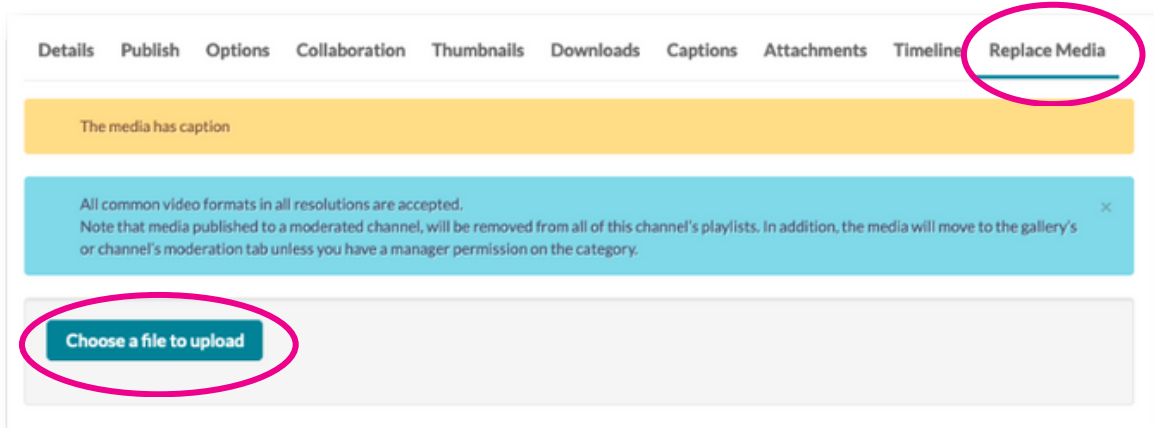 Details Publish Options Collaboration Thumbnails Downloads Captions Attachments Timeline Replace Media
The media has caption
All common video formats in all resolutions are accepted.
Note that media published to a moderated channel, will be removed from all of this channel's playlists. In addition, the media will move to the gallery's
or channel's moderation tab unless you have a manager permission on the category.
×
Choose a file to upload